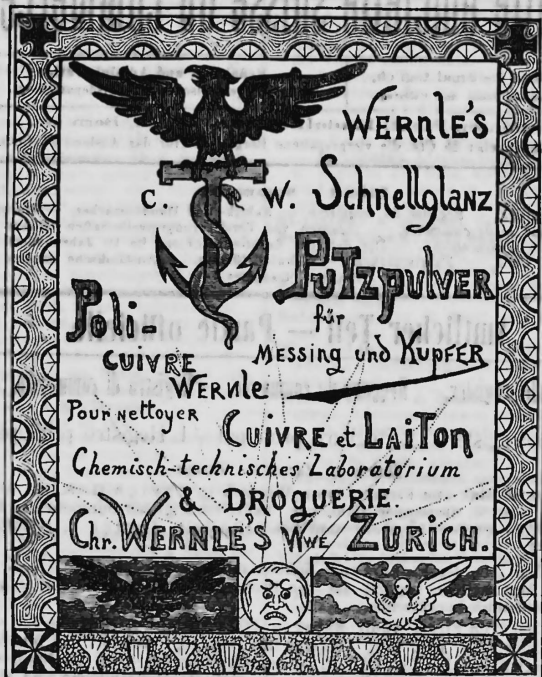 WERNLE'S
C. W. Schnellglanz
PUTZPULVER
für
Messing und KUPFER
Poli-
CUIVRE
WERNLE
Pour nettoyer
CUIVRE et LAITON
Chemisch-technisches Laboratorium
& DROGUERIE.
Chr. WERNLE'S Wwe ZURICH.